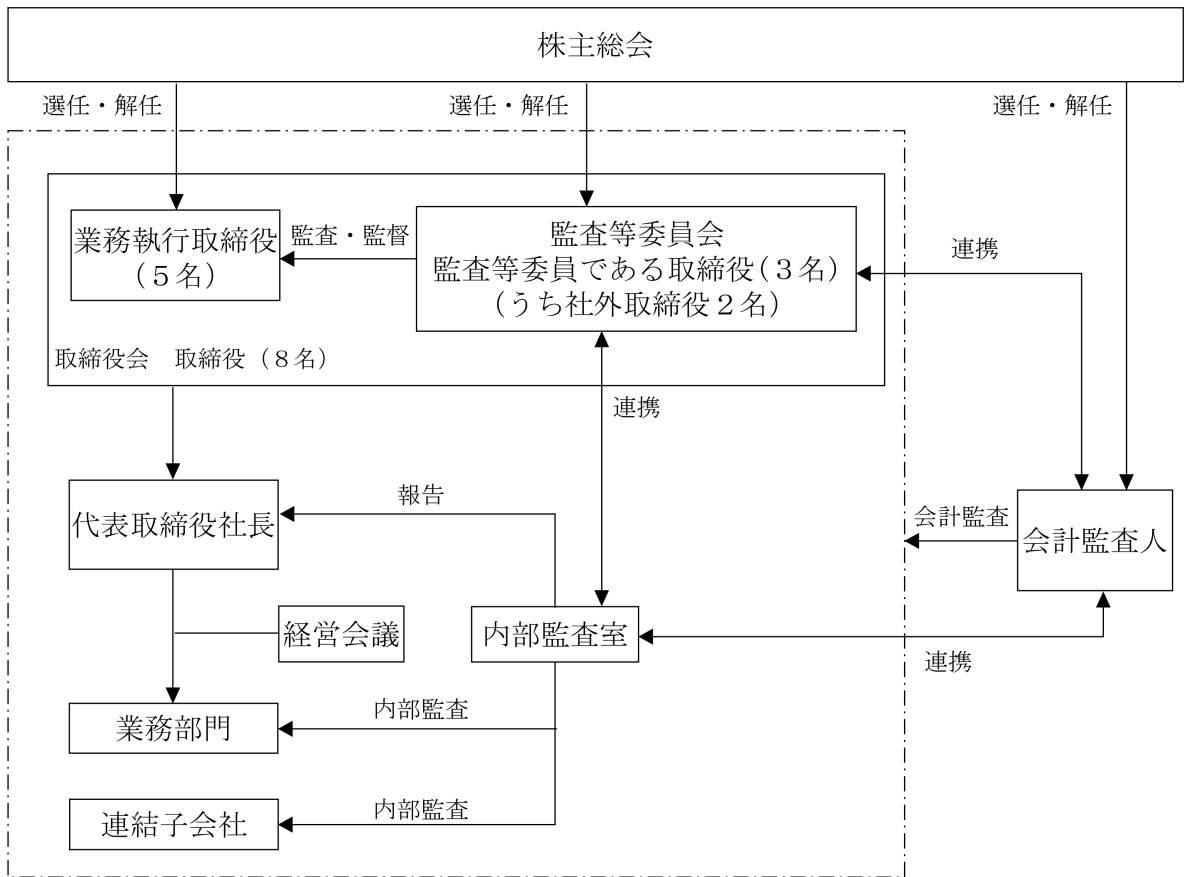 株主総会
選任・解任
選任・解任
選任・解任
業務執行取締役
（５名）
監査・監督
監査等委員会
監査等委員である取締役（３名）
（うち社外取締役２名）
連携
取締役会　取締役（８名）
連携
代表取締役社長
報告
会計監査
会計監査人
経営会議
内部監査室
連携
業務部門
内部監査
連結子会社
内部監査